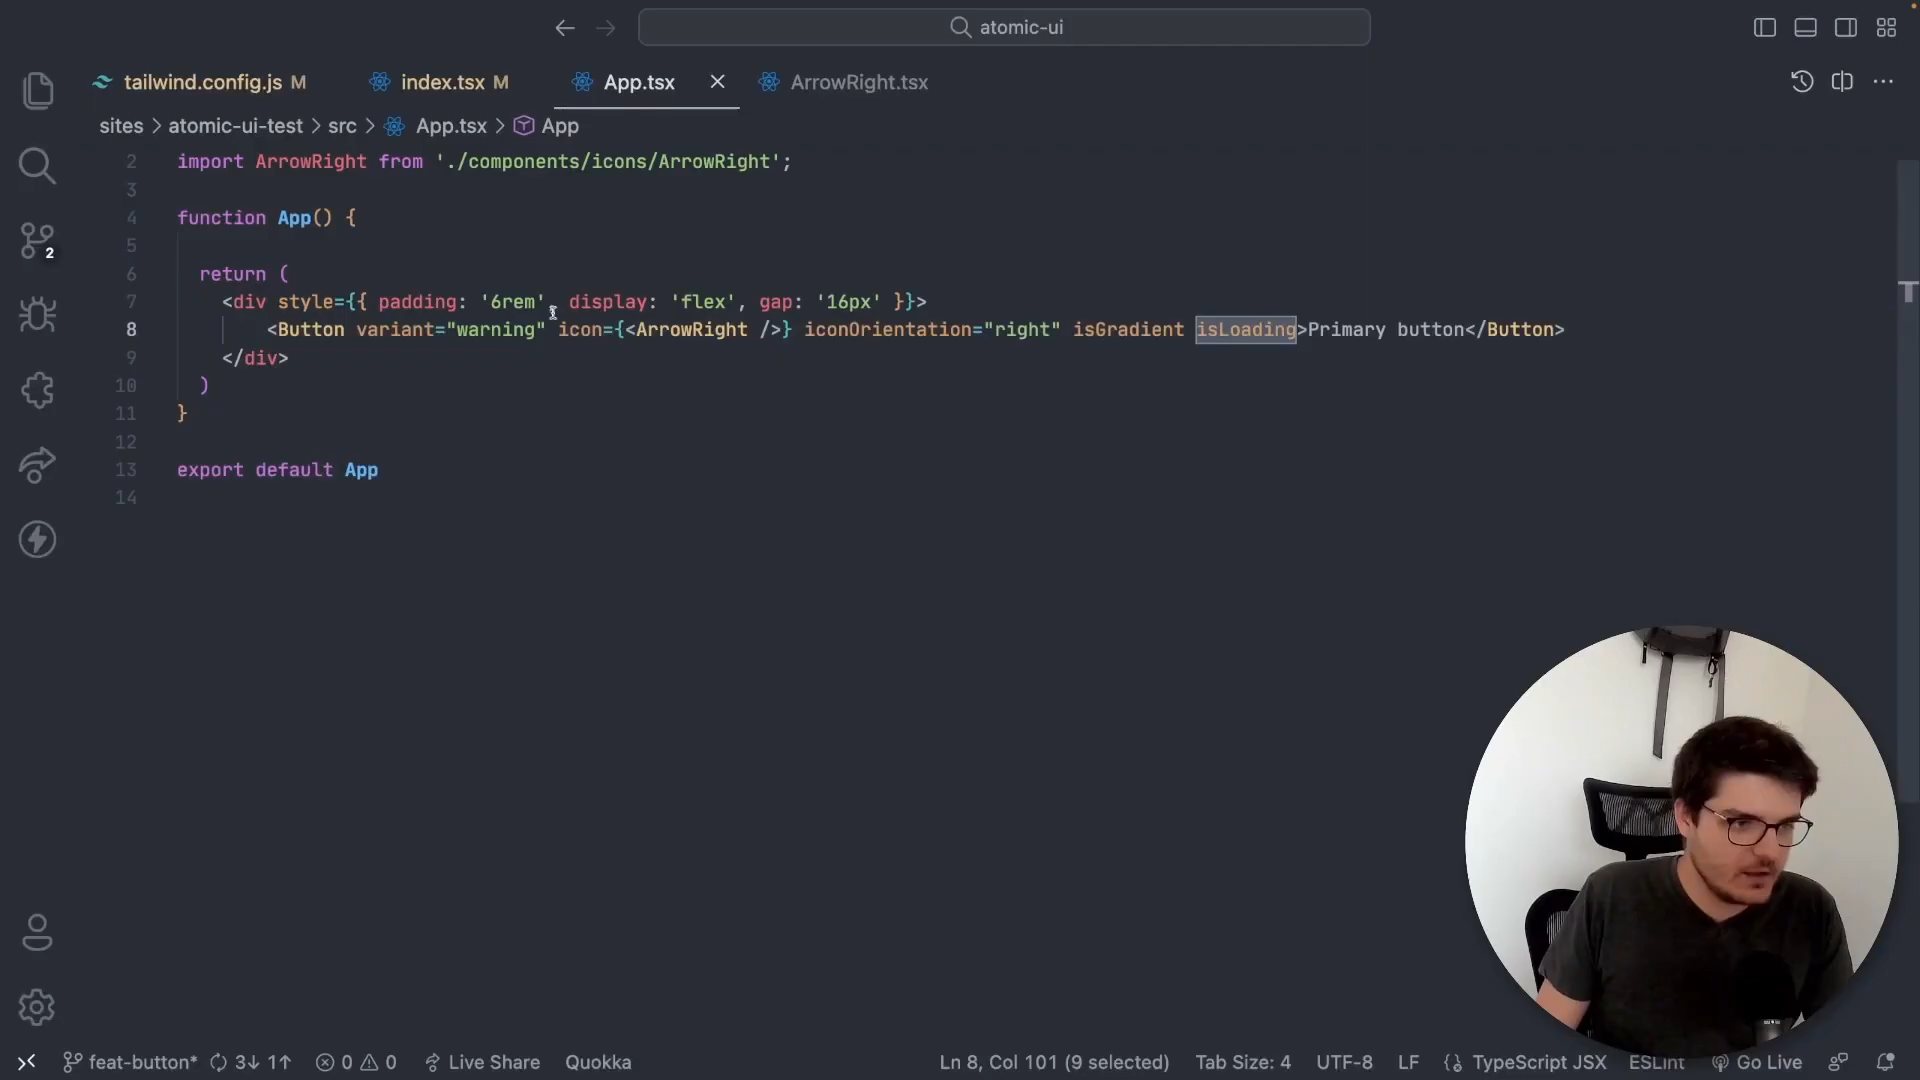 atomic-ui
tailwind.config.js M
index.tsx M
App.tsx
ArrowRight.tsx
sites > atomic-ui-test > src > App.tsx > App
2 import ArrowRight from './components/icons/ArrowRight';
3
4 function App() {
5
6 return (
7 <div style={{ padding: '6rem', display: 'flex', gap: '16px' }}>
8 <Button variant="warning" icon={<ArrowRight />} iconOrientation="right" isGradient isLoading>Primary button</Button>
9 </div>
10 )
11 }
12
13 export default App
14
2
feat-button* 3↓ 1↑ 0 0 Live Share Quokka Ln 8, Col 101 (9 selected) Tab Size: 4 UTF-8 LF {} TypeScript JSX ESLint Go Live